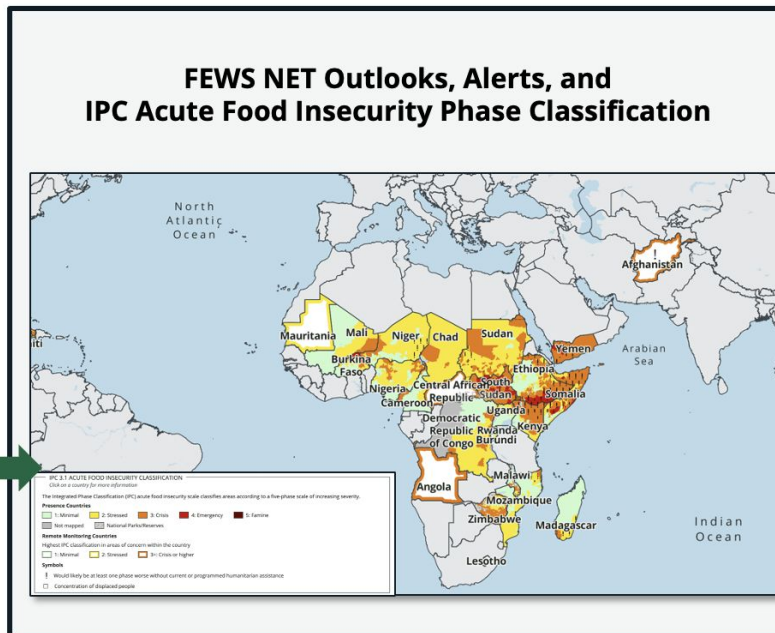 FEWS NET Outlooks, Alerts, and
IPC Acute Food Insecurity Phase Classification
North
Atlantic
Ocean
Afghanistan
Mauritania
Mali
Niger
Chad
Sudan
Yemen
Arabian
Sea
iti
Burkina
Faso
Ethiopia
Nigeria
Central African
Republic
South
Sudan
Somalia
Cameroon
Democratic
Republic
of Congo
Uganda
Rwanda
Burundi
Kenya
Angola
Malawi
Mozambique
Zimbabwe
Madagascar
Indian
Ocean
Lesotho
IPC 3.1 ACUTE FOOD INSECURITY CLASSIFICATION
Click on a country for more information
The Integrated Phase Classification (IPC) acute food insecurity scale classifies areas according to a five-phase scale of increasing severity.
Presence Countries
1: Minimal 2: Stressed 3: Crisis 4: Emergency 5: Famine
Not mapped National Parks/Reserves
Remote Monitoring Countries
Highest IPC classification in areas of concern within the country
1: Minimal 2: Stressed 3+: Crisis or higher
Symbols
! Would likely be at least one phase worse without current or programmed humanitarian assistance
Concentration of displaced people